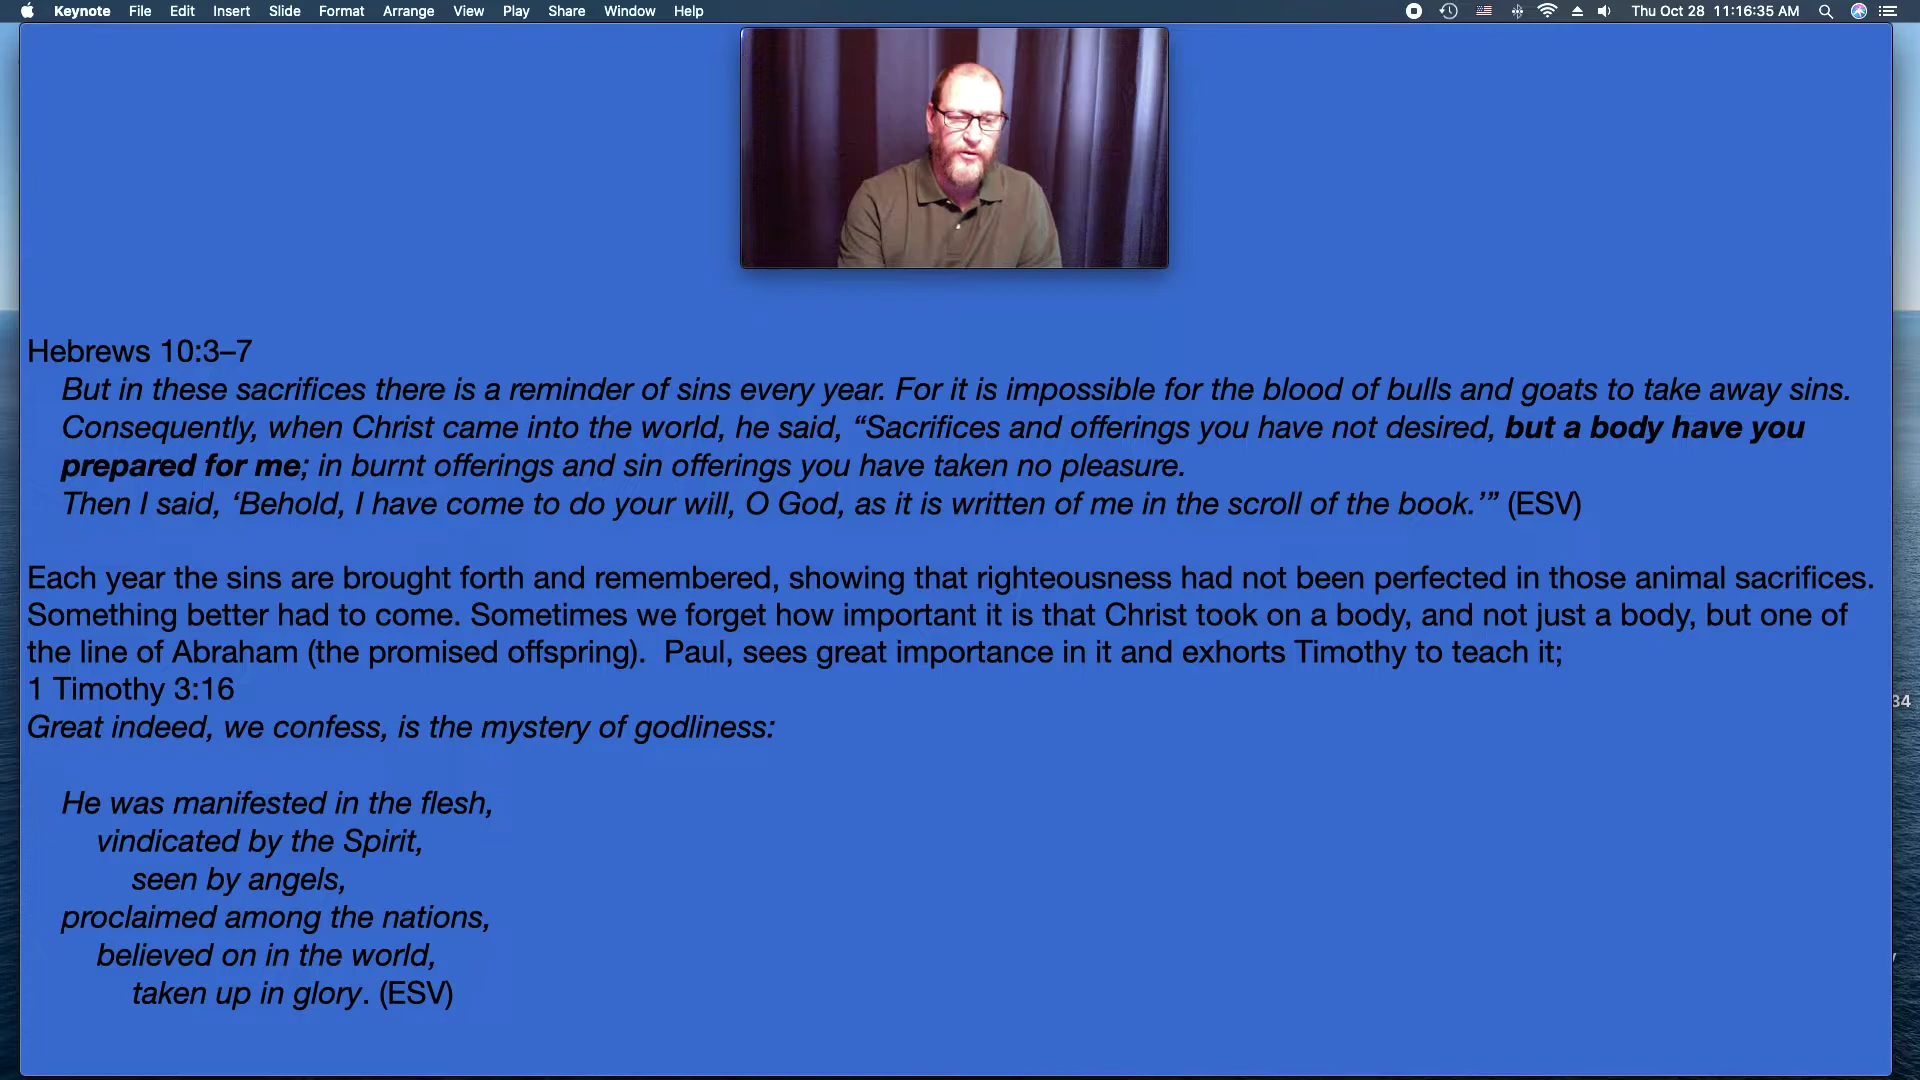 Keynote File Edit Insert Slide Format Arrange View Play Share Window Help Thu Oct 28 11:16:35 AM
Hebrews 10:3–7
But in these sacrifices there is a reminder of sins every year. For it is impossible for the blood of bulls and goats to take away sins.
Consequently, when Christ came into the world, he said, “Sacrifices and offerings you have not desired, but a body have you
prepared for me; in burnt offerings and sin offerings you have taken no pleasure.
Then I said, ‘Behold, I have come to do your will, O God, as it is written of me in the scroll of the book.’” (ESV)
Each year the sins are brought forth and remembered, showing that righteousness had not been perfected in those animal sacrifices.
Something better had to come. Sometimes we forget how important it is that Christ took on a body, and not just a body, but one of
the line of Abraham (the promised offspring).  Paul, sees great importance in it and exhorts Timothy to teach it;
1 Timothy 3:16
34
Great indeed, we confess, is the mystery of godliness:
He was manifested in the flesh,
vindicated by the Spirit,
seen by angels,
proclaimed among the nations,
believed on in the world,
taken up in glory. (ESV)